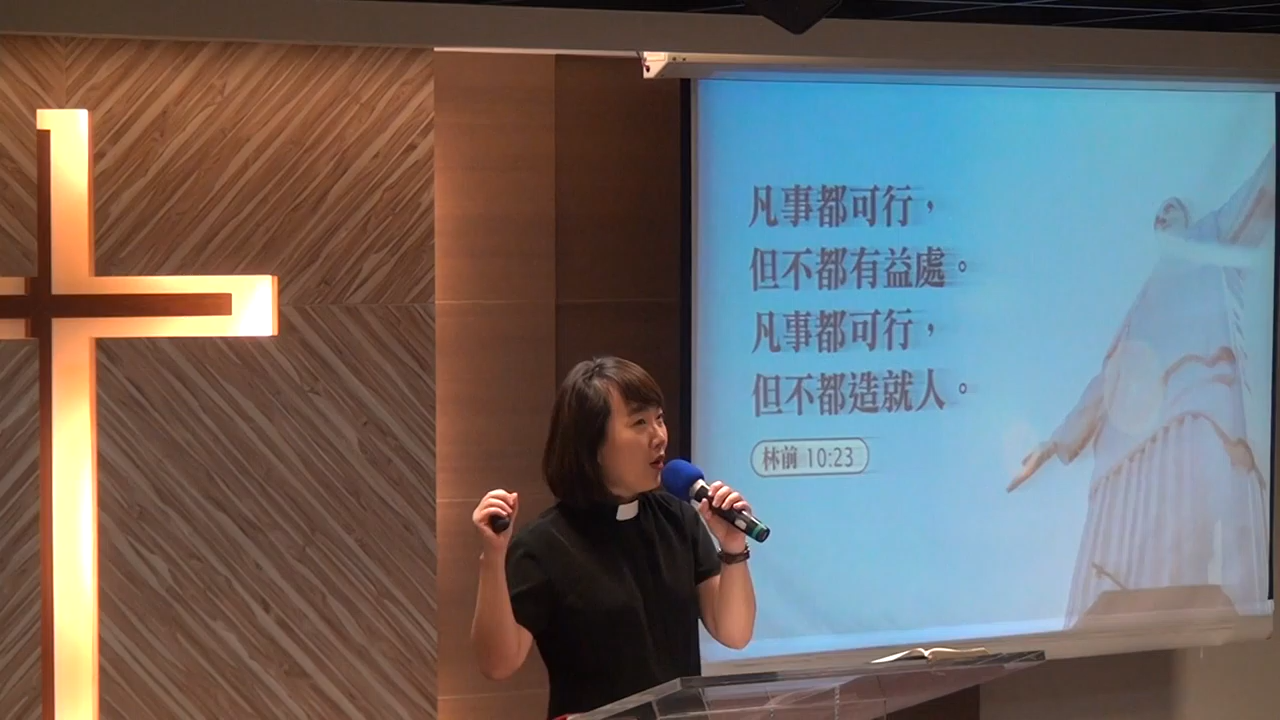 凡事都可行，
但不都有益處。
凡事都可行，
但不都造就人。
林前 10:23